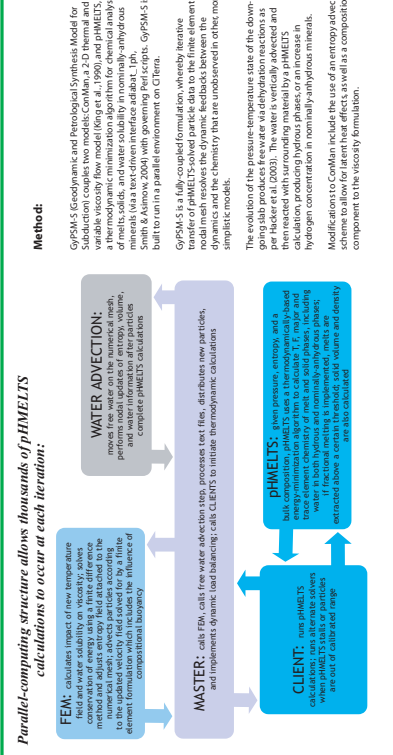 Parallel-computing structure allows thousands of pHMELTS
calculations to occur at each iteration:
FEM: calculates impact of new temperature
field and water solubility on viscosity; solves
conservation of energy using a finite difference
method and adjusts entropy field attached to the
numerical mesh; advects particles according
to the updated velocity field solved for by a finite
element formulation which includes the influence of
compositional buoyancy
WATER ADVECTION:
moves free water on the numerical mesh,
performs nodal updates of entropy, volume,
and water information after particles
complete pHMELTS calculations
MASTER: calls FEM, calls free water advection step, processes text files, distributes new particles,
and implements dynamic load balancing; calls CLIENTS to initiate thermodynamic calculations
CLIENT: runs pHMELTS
calculations; runs alternate solvers
when pHMELTS stalls or particles
are out of calibrated range
pHMELTS: given pressure, entropy, and a
bulk composition, pHMELTS uses a thermodynamically-based
energy-minimization algorithm to calculate T, F, major and
trace element chemistry of melt and solid phases, including
water in both hydrous and nominally-anhydrous phases;
if fractional melting is implemented, melts are
extracted above a certain threshold; solid volume and density
are also calculated
Method:
GyPSM-S (Geodynamic and Petrological Synthesis Model for
Subduction) couples two models: ConMan, a 2-D thermal and
variable viscosity flow model (King et al., 1990), and pHMELTS,
a thermodynamic minimization algorithm for chemical analys
of melts, solids, and water solubility in nominally-anhydrous
minerals (via a text-driven interface adiabat_1ph,
Smith & Asimow, 2004) with governing Perl scripts. GyPSM-S is
built to run in a parallel environment on CITerra.
GyPSM-S is a fully-coupled formulation, whereby iterative
transfer of pHMELTS-solved particle data to the finite element
nodal mesh resolves the dynamic feedbacks between the
dynamics and the chemistry that are unobserved in other, mo
simplistic models.
The evolution of the pressure-temperature state of the down-
going slab produces free water via dehydration reactions as
per Hacker et al. (2003). The water is vertically advected and
then reacted with surrounding material by a pHMELTS
calculation, producing hydrous phases, or an increase in
hydrogen concentration in nominally-anhydrous minerals.
Modifications to ConMan include the use of an entropy advec
scheme to allow for latent heat effects, as well as a compositio
component to the viscosity formulation.